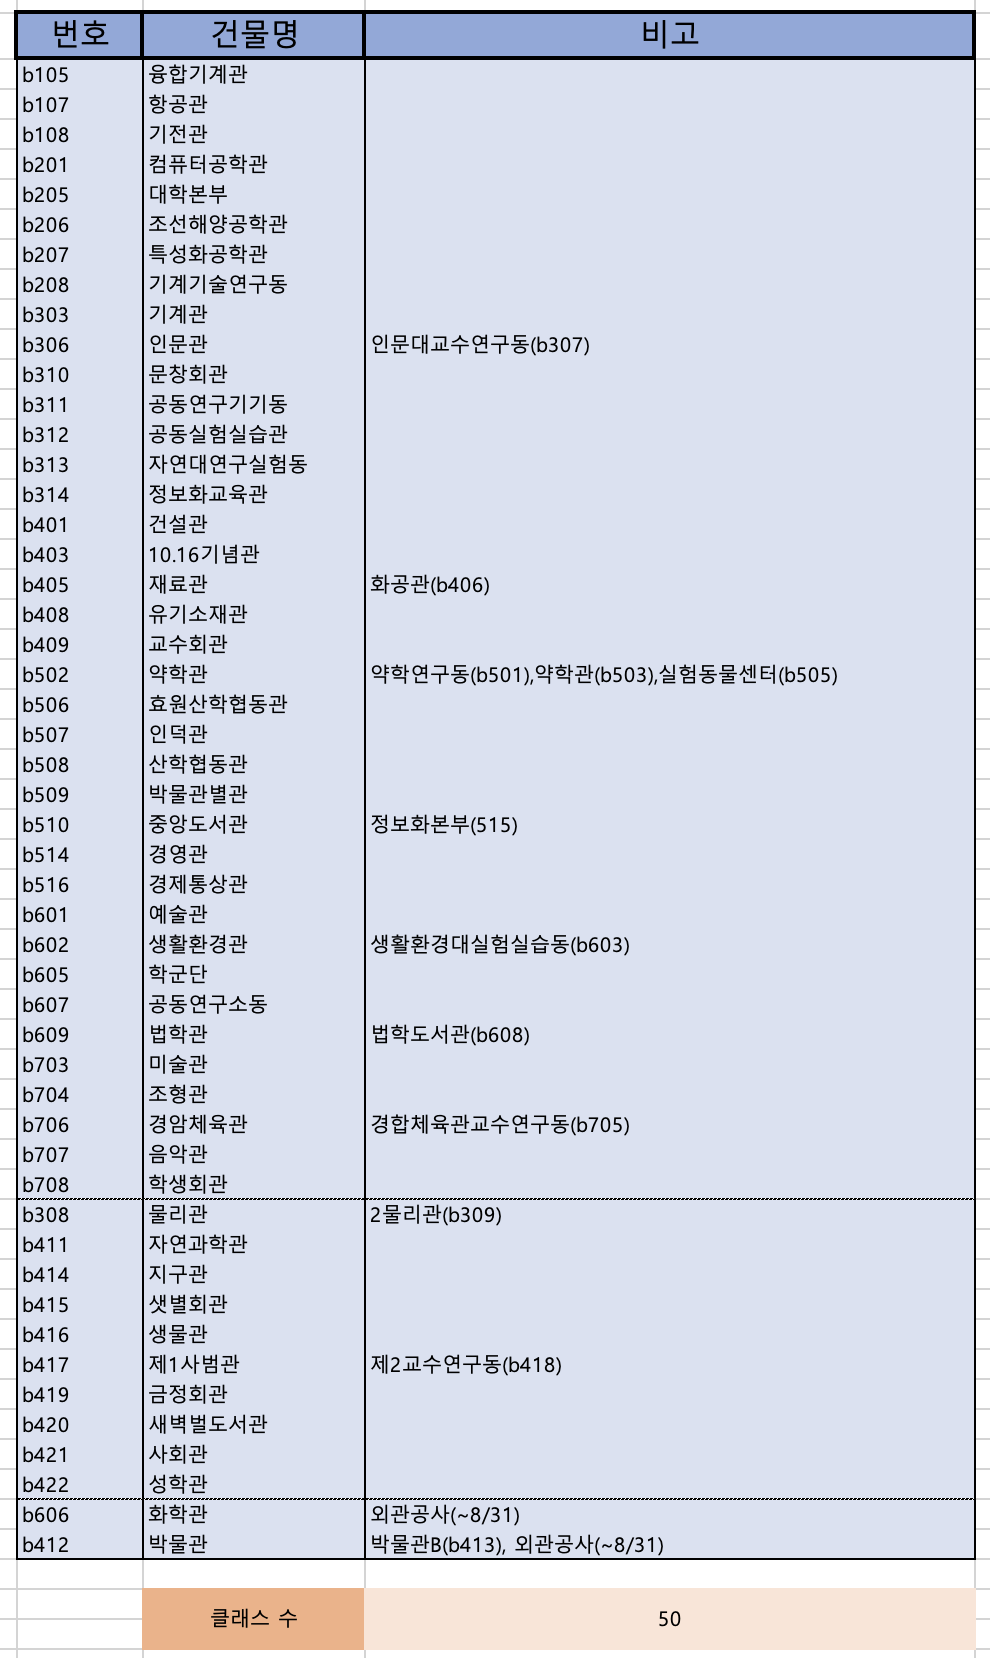 번호 건물명 비고
b105 융합기계관
b107 항공관
b108 기전관
b201 컴퓨터공학관
b205 대학본부
b206 조선해양공학관
b207 특성화공학관
b208 기계기술연구동
b303 기계관
b306 인문관 인문대교수연구동(b307)
b310 문창회관
b311 공동연구기기동
b312 공동실험실습관
b313 자연대연구실험동
b314 정보화교육관
b401 건설관
b403 10.16기념관
b405 재료관 화공관(b406)
b408 유기소재관
b409 교수회관
b502 약학관 약학연구동(b501),약학관(b503),실험동물센터(b505)
b506 효원산학협동관
b507 인덕관
b508 산학협동관
b509 박물관별관
b510 중앙도서관 정보화본부(515)
b514 경영관
b516 경제통상관
b601 예술관
b602 생활환경관 생활환경대실험실습동(b603)
b605 학군단
b607 공동연구소동
b609 법학관 법학도서관(b608)
b703 미술관
b704 조형관
b706 경암체육관 경합체육관교수연구동(b705)
b707 음악관
b708 학생회관
b308 물리관 2물리관(b309)
b411 자연과학관
b414 지구관
b415 샛별회관
b416 생물관
b417 제1사범관 제2교수연구동(b418)
b419 금정회관
b420 새벽벌도서관
b421 사회관
b422 성학관
b606 화학관 외관공사(~8/31)
b412 박물관 박물관B(b413), 외관공사(~8/31)
클래스 수 50